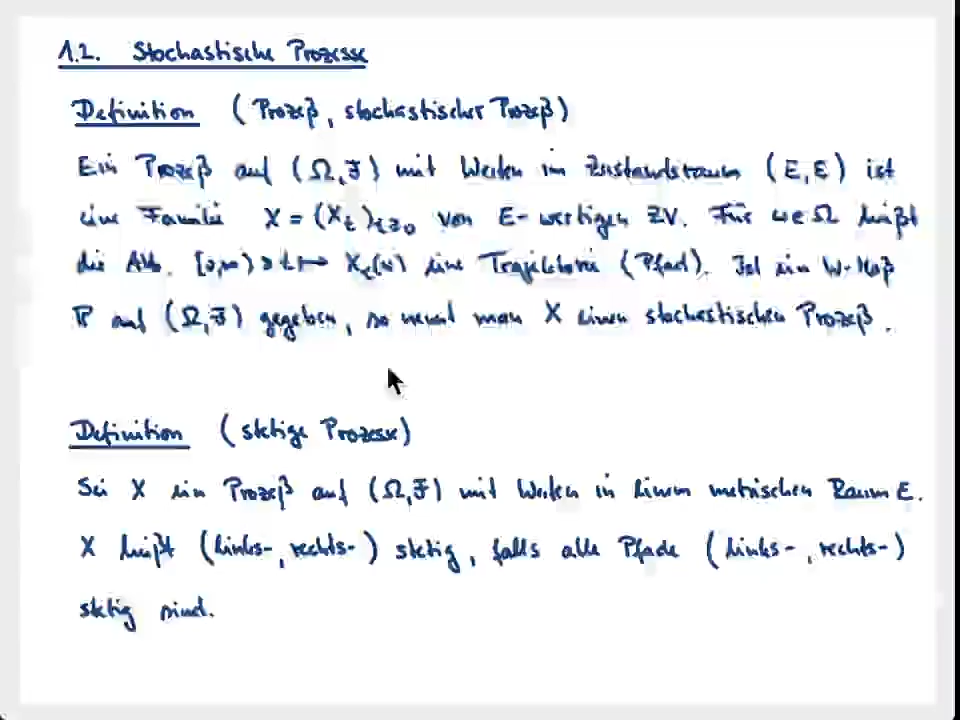 1.2. Stochastische Prozesse
Definition (Prozeß, stochastischer Prozeß)
Ein Prozeß auf (Ω, F) mit Werten im Zustandsraum (E, ℰ) ist
eine Familie X = (X_t)_{t≥0} von E-wertigen ZV. Für ω ∈ Ω heißt
die Abb. [0,∞) ∋ t ↦ X_t(ω) eine Trajektorie (Pfad). Ist ein W-Maß
P auf (Ω, F) gegeben, so nennt man X einen stochastischen Prozeß.
Definition (stetige Prozesse)
Sei X ein Prozeß auf (Ω, F) mit Werten in einem metrischen Raum E.
X heißt (links-, rechts-) stetig, falls alle Pfade (links-, rechts-)
stetig sind.